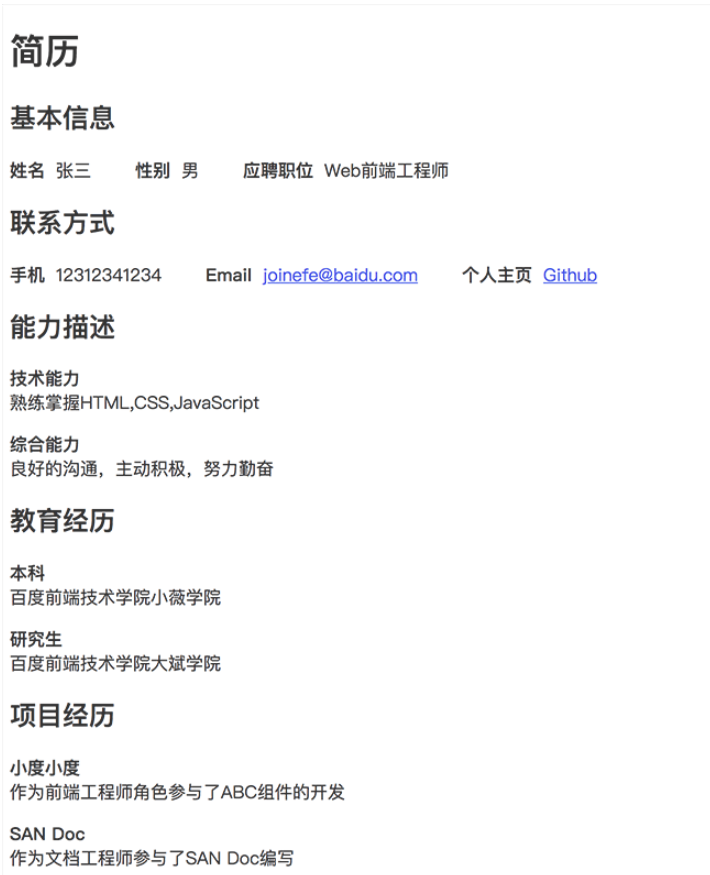 简历
基本信息
姓名 张三 性别 男 应聘职位 Web前端工程师
联系方式
手机 12312341234 Email joinefe@baidu.com 个人主页 Github
能力描述
技术能力
熟练掌握HTML,CSS,JavaScript
综合能力
良好的沟通，主动积极，努力勤奋
教育经历
本科
百度前端技术学院小薇学院
研究生
百度前端技术学院大斌学院
项目经历
小度小度
作为前端工程师角色参与了ABC组件的开发
SAN Doc
作为文档工程师参与了SAN Doc编写